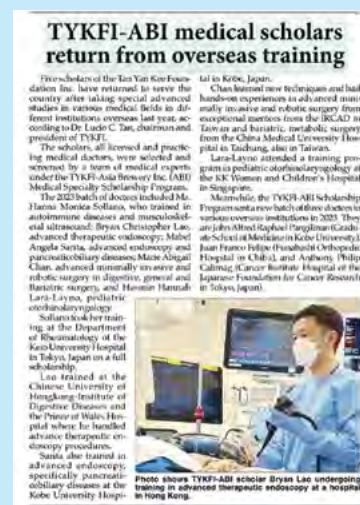 TYKFI-ABI medical scholars
return from overseas training
Five scholars of the Tan Yan Kee Foun-
dation Inc. have returned to serve the
country after taking special advanced
studies in various medical fields in dif-
ferent institutions overseas last year, ac-
cording to Dr. Lucio C. Tan, chairman and
president of TYKFI.
The scholars, all licensed and practic-
ing medical doctors, were selected and
screened by a team of medical experts
under the TYKFI-Asia Brewery Inc. (ABI)
Medical Specialty Scholarship Program.
The 2023 batch of doctors included Ma.
Hanna Monica Sollano, who trained in
autoimmune diseases and musculoskel-
etal ultrasound; Bryan Christopher Lao,
advanced therapeutic endoscopy; Mabel
Angela Santa, advanced endoscopy and
pancreaticobiliary diseases; Marie Abigail
Chan, advanced minimally invasive and
robotic surgery in digestive, general and
Bariatric surgery, and Hannah
Lara-Layno, pediatric
otorhinolaryngology.
Sollano took her train-
ing at the Department
of Rheumatology of the
Keio University Hospital
in Tokyo, Japan on a full
scholarship.
Lao trained at the
Chinese University of
Hongkong-Institute of
Digestive Diseases and
the Prince of Wales Hos-
pital where he handled
advance therapeutic en-
doscopy procedures.
Santa also trained in
advanced endoscopy,
specifically pancreati-
cobiliary diseases at the
Kobe University Hospi-
tal in Kobe, Japan.
Chan learned new techniques and had
hands-on experiences in advanced mini-
mally invasive and robotic surgery from
exceptional mentors from the IRCAD in
Taiwan and bariatric, metabolic surgery
from the China Medical University Hos-
pital in Taichung, also in Taiwan.
Lara-Layno attended a training pro-
gram in pediatric otorhinolaryngology at
the KK Women and Children's Hospital
in Singapore.
Meanwhile, the TYKFI-ABI Scholarship
Program sent a new batch of three doctors to
various overseas institutions in 2023. They
are John Alfred Raphael Pangilinan (Gradu-
ate School of Medicine in Kobe University),
Juan Franco Felipe (Funabashi Orthopedic
Hospital in Chiba), and Anthony Philip
Calimag (Cancer Institute Hospital of the
Japanese Foundation for Cancer Research
in Tokyo, Japan).
Photo shows TYKFI-ABI scholar Bryan Lao undergoing
training in advanced therapeutic endoscopy at a hospital
in Hong Kong.